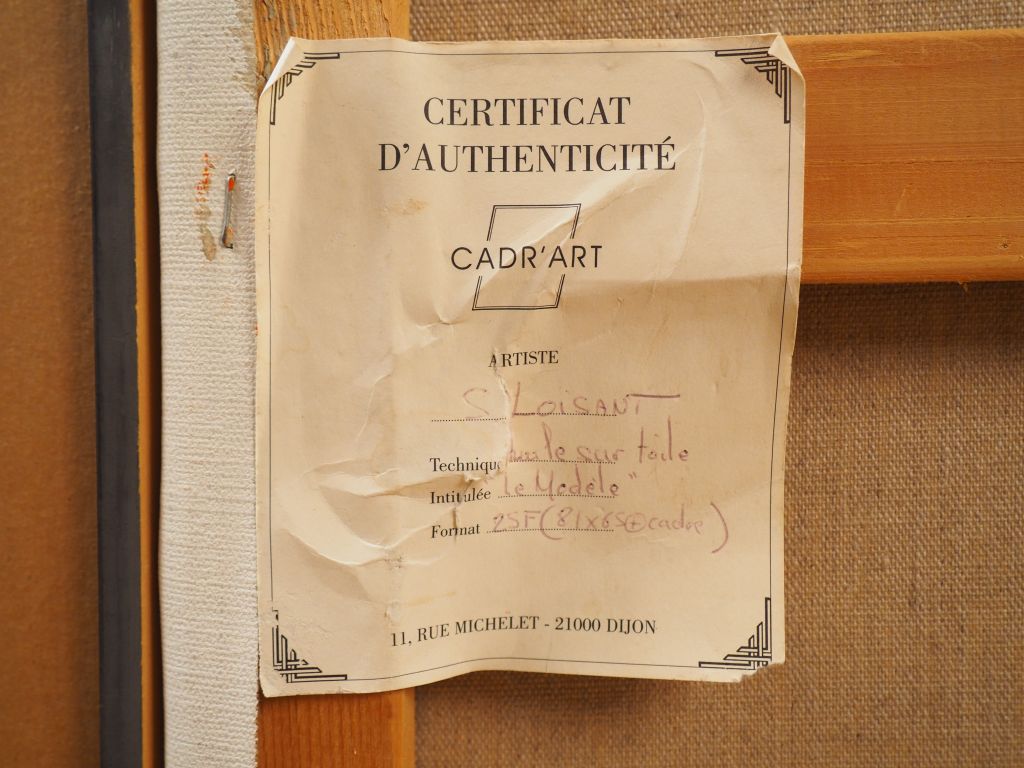 CERTIFICAT
D'AUTHENTICITÉ
CADR'ART
ARTISTE
S LOISANT
Technique huile sur toile
Intitulée "Le Modèle"
Format 25F (81x65 + cadre)
11, RUE MICHELET - 21000 DIJON